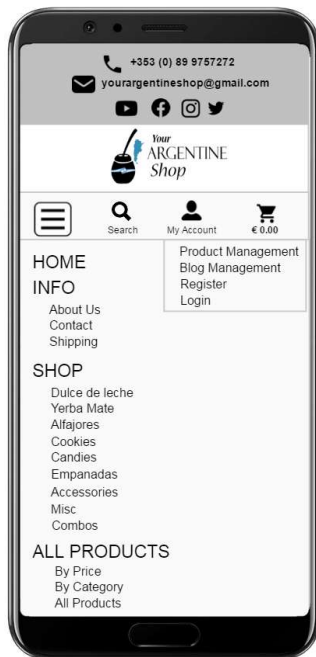 +353 (0) 89 9757272
yourargentineshop@gmail.com
Your
ARGENTINE
Shop
Search
My Account
€ 0.00
Product Management
Blog Management
Register
Login
HOME
INFO
About Us
Contact
Shipping
SHOP
Dulce de leche
Yerba Mate
Alfajores
Cookies
Candies
Empanadas
Accessories
Misc
Combos
ALL PRODUCTS
By Price
By Category
All Products